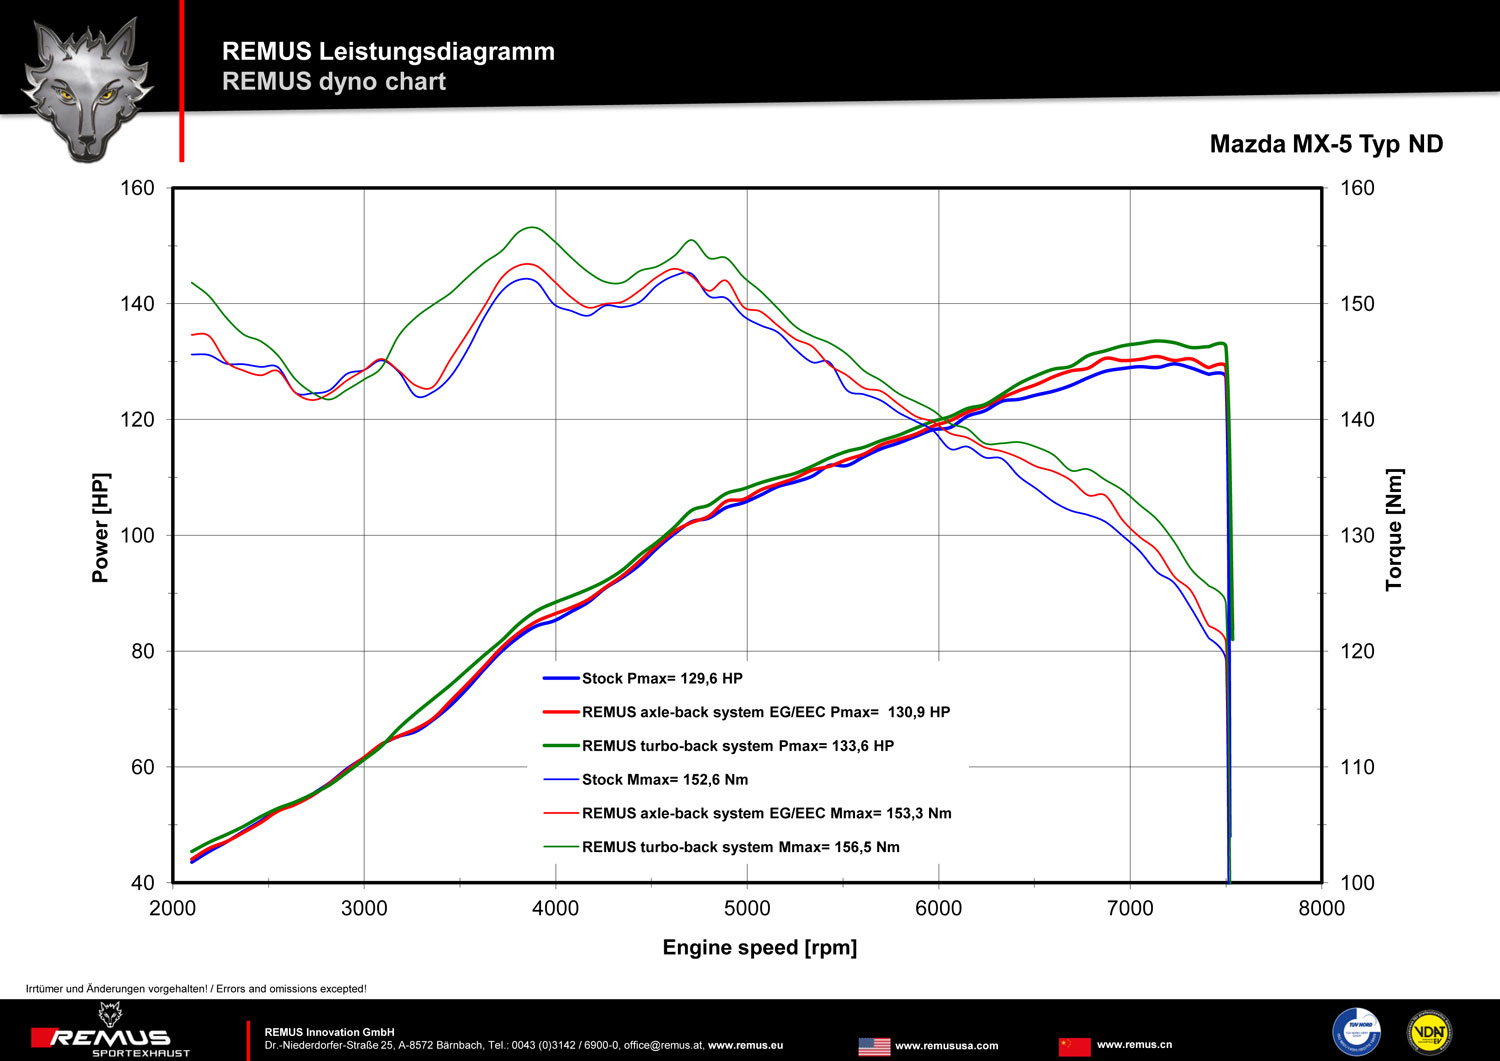 REMUS Leistungsdiagramm
REMUS dyno chart
Mazda MX-5 Typ ND
160
140
120
100
80
60
40
Power [HP]
160
150
140
130
120
110
100
Torque [Nm]
Stock Pmax= 129,6 HP
REMUS axle-back system EG/EEC Pmax= 130,9 HP
REMUS turbo-back system Pmax= 133,6 HP
Stock Mmax= 152,6 Nm
REMUS axle-back system EG/EEC Mmax= 153,3 Nm
REMUS turbo-back system Mmax= 156,5 Nm
2000 3000 4000 5000 6000 7000 8000
Engine speed [rpm]
Irrtümer und Änderungen vorgehalten! / Errors and omissions excepted!
REMUS
SPORTEXHAUST
REMUS Innovation GmbH
Dr.-Niederdorfer-Straße 25, A-8572 Bärnbach, Tel.: 0043 (0)3142 / 6900-0, office@remus.at, www.remus.eu
www.remususa.com
www.remus.cn
TÜV NORD